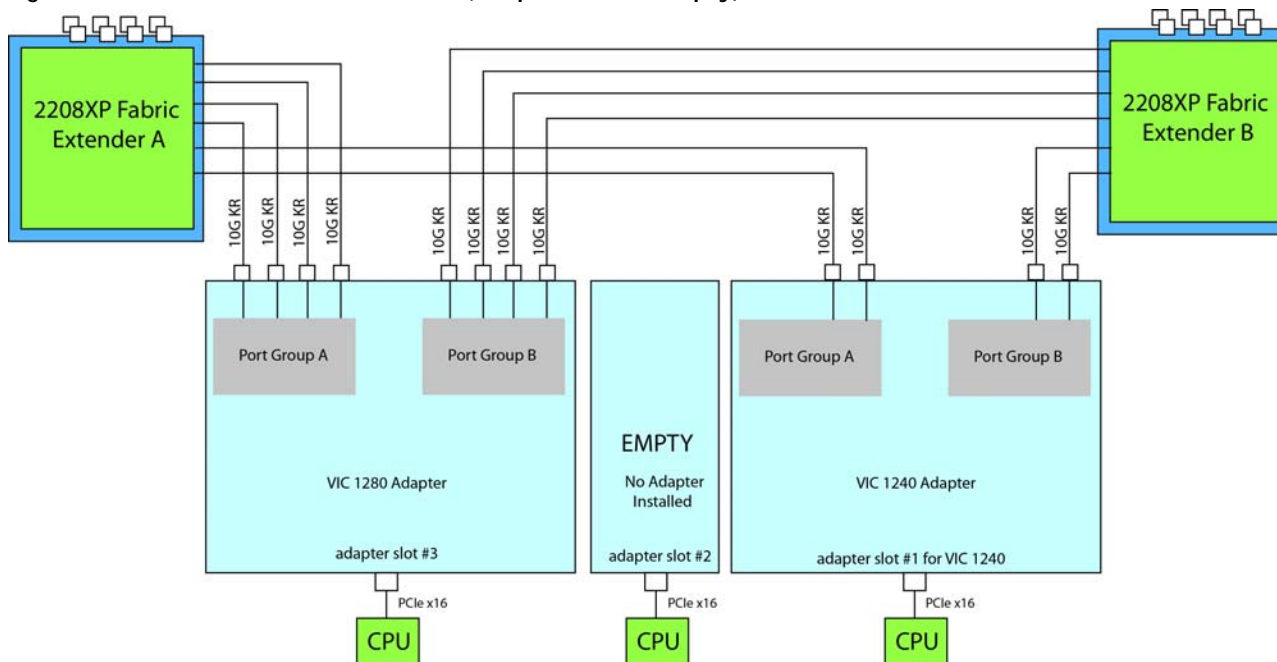 2208XP Fabric
Extender A
2208XP Fabric
Extender B
10G KR
10G KR
10G KR
10G KR
10G KR
10G KR
10G KR
10G KR
10G KR
10G KR
10G KR
10G KR
Port Group A
Port Group B
Port Group A
Port Group B
EMPTY
No Adapter
Installed
VIC 1280 Adapter
VIC 1240 Adapter
adapter slot #3
adapter slot #2
adapter slot #1 for VIC 1240
PCIe x16
PCIe x16
PCIe x16
CPU
CPU
CPU